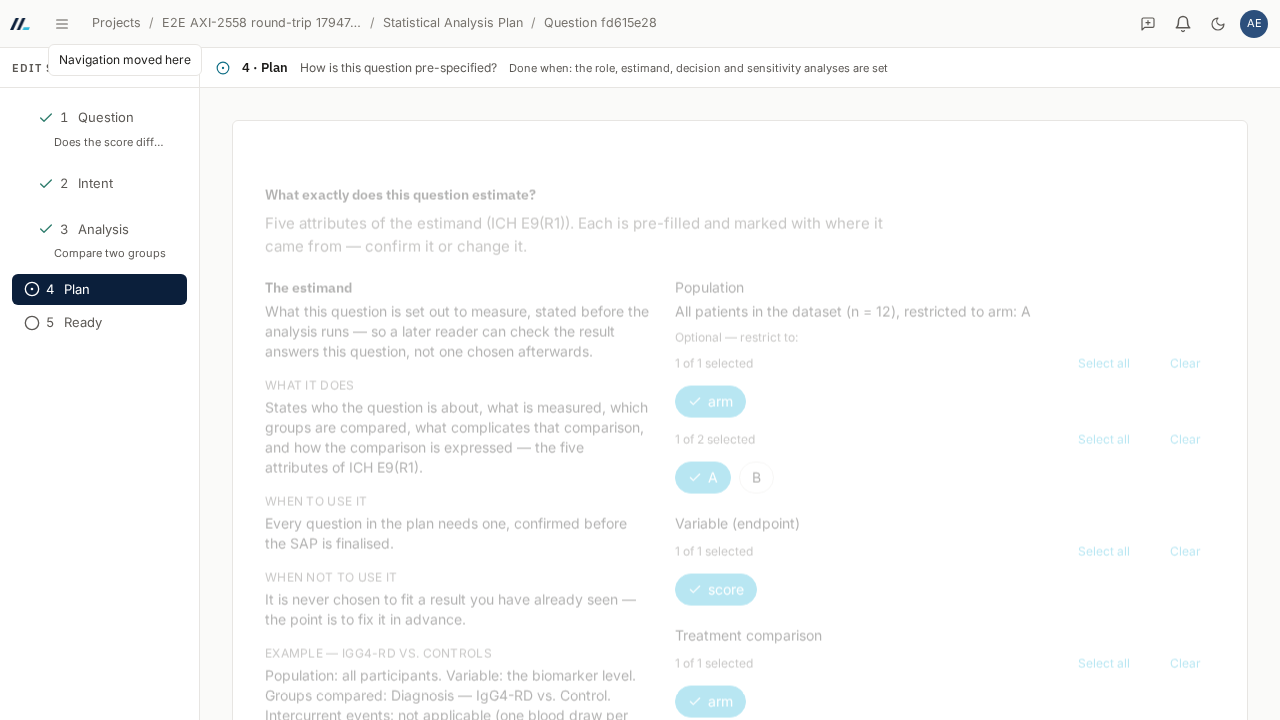 Projects / E2E AXI-2558 round-trip 17947... / Statistical Analysis Plan / Question fd615e28
AE
Navigation moved here
EDIT
4 · Plan How is this question pre-specified? Done when: the role, estimand, decision and sensitivity analyses are set
1 Question
Does the score diff...
2 Intent
3 Analysis
Compare two groups
4 Plan
5 Ready
What exactly does this question estimate?
Five attributes of the estimand (ICH E9(R1)). Each is pre-filled and marked with where it
came from — confirm it or change it.
The estimand
What this question is set out to measure, stated before the
analysis runs — so a later reader can check the result
answers this question, not one chosen afterwards.
WHAT IT DOES
States who the question is about, what is measured, which
groups are compared, what complicates that comparison,
and how the comparison is expressed — the five
attributes of ICH E9(R1).
WHEN TO USE IT
Every question in the plan needs one, confirmed before
the SAP is finalised.
WHEN NOT TO USE IT
It is never chosen to fit a result you have already seen —
the point is to fix it in advance.
EXAMPLE — IGG4-RD VS. CONTROLS
Population: all participants. Variable: the biomarker level.
Groups compared: Diagnosis — IgG4-RD vs. Control.
Intercurrent events: not applicable (one blood draw per
Population
All patients in the dataset (n = 12), restricted to arm: A
Optional — restrict to:
1 of 1 selected Select all Clear
arm
1 of 2 selected Select all Clear
A B
Variable (endpoint)
1 of 1 selected Select all Clear
score
Treatment comparison
1 of 1 selected Select all Clear
arm